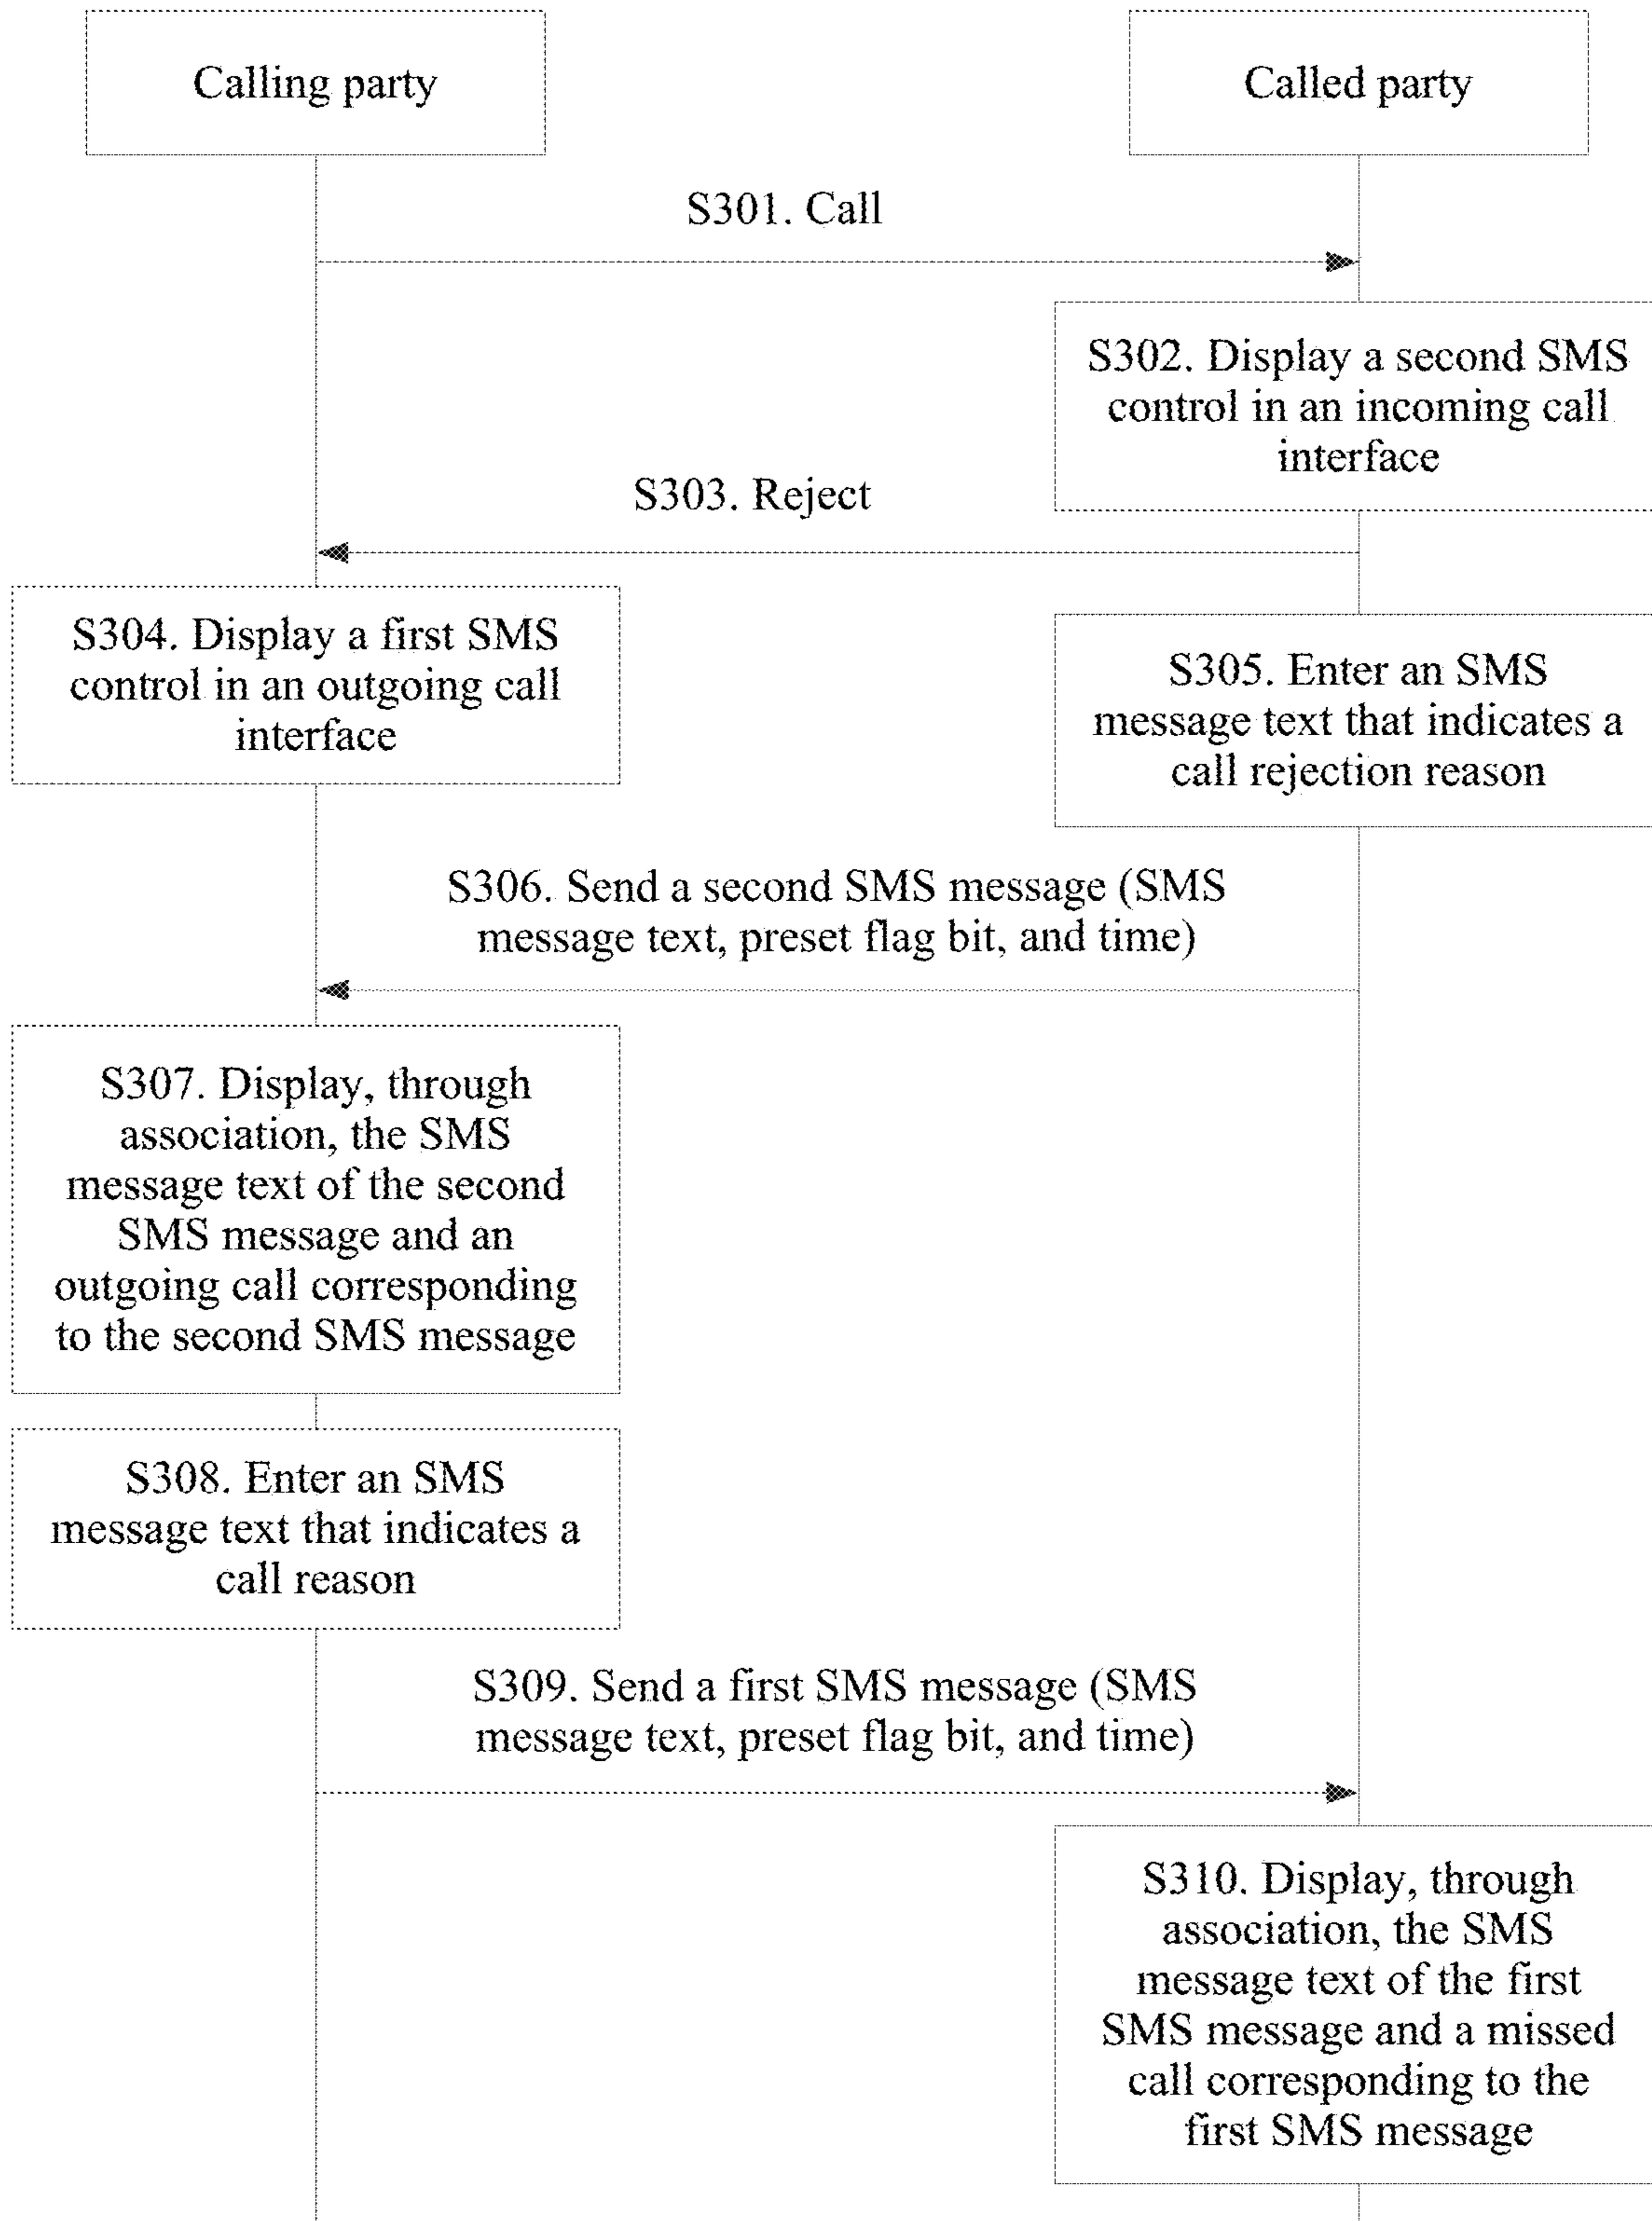 Calling party
Called party
S301. Call
S302. Display a second SMS
control in an incoming call
interface
S303. Reject
S304. Display a first SMS
control in an outgoing call
interface
S305. Enter an SMS
message text that indicates a
call rejection reason
S306. Send a second SMS message (SMS
message text, preset flag bit, and time)
S307. Display, through
association, the SMS
message text of the second
SMS message and an
outgoing call corresponding
to the second SMS message
S308. Enter an SMS
message text that indicates a
call reason
S309. Send a first SMS message (SMS
message text, preset flag bit, and time)
S310. Display, through
association, the SMS
message text of the first
SMS message and a missed
call corresponding to the
first SMS message